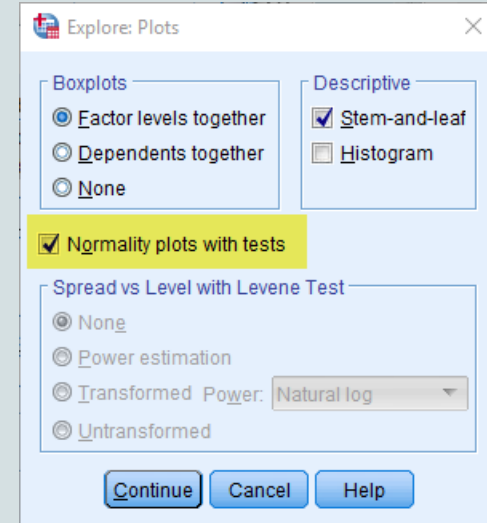 Explore: Plots
Boxplots
Factor levels together
Dependents together
None
Descriptive
Stem-and-leaf
Histogram
Normality plots with tests
Spread vs Level with Levene Test
None
Power estimation
Transformed Power: Natural log
Untransformed
Continue Cancel Help